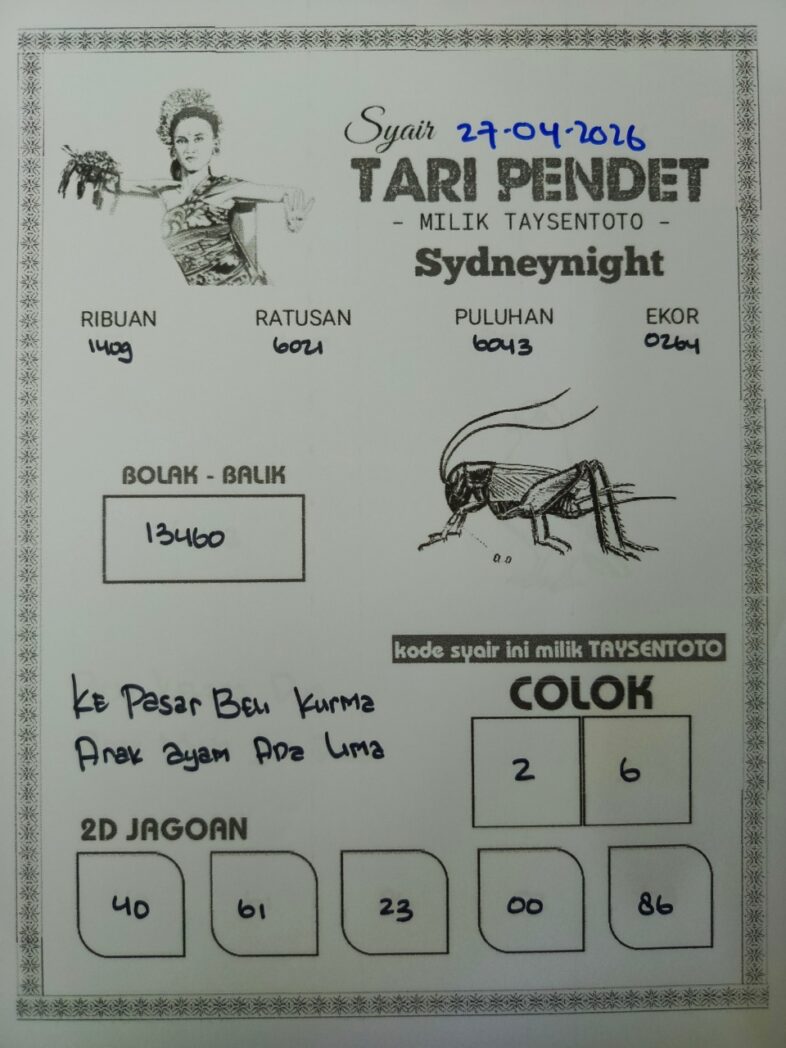 Syair 27-04-2026
TARI PENDET
- MILIK TAYSENTOTO -
Sydneynight
RIBUAN RATUSAN PULUHAN EKOR
1409 6021 6043 0264
BOLAK - BALIK
13460
a.a
kode syair ini milik TAYSENTOTO
COLOK
2 6
KE Pasar Beli Kurma
Anak ayam ADa Lima
2D JAGOAN
40 61 23 00 86